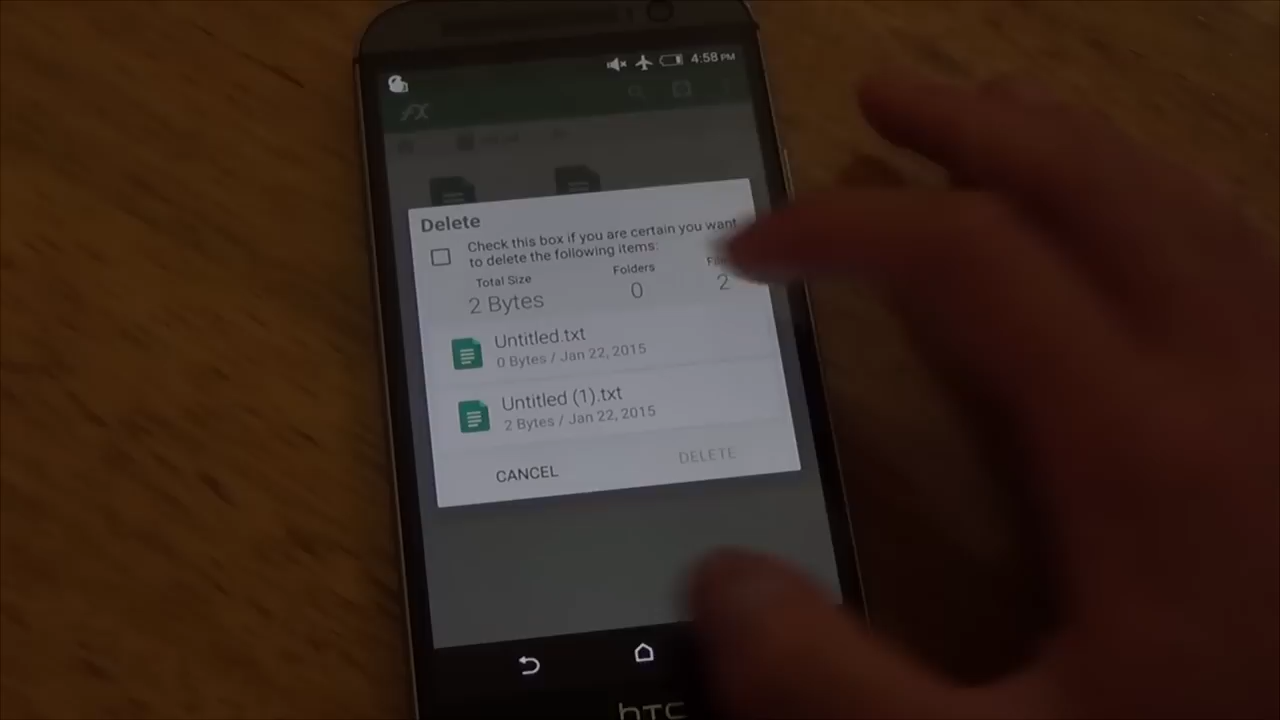 4:58 PM
FX
Delete
Check this box if you are certain you want
to delete the following items:
Total Size
Folders
2 Bytes
0
2
Untitled.txt
0 Bytes / Jan 22, 2015
Untitled (1).txt
2 Bytes / Jan 22, 2015
CANCEL
DELETE
hTC